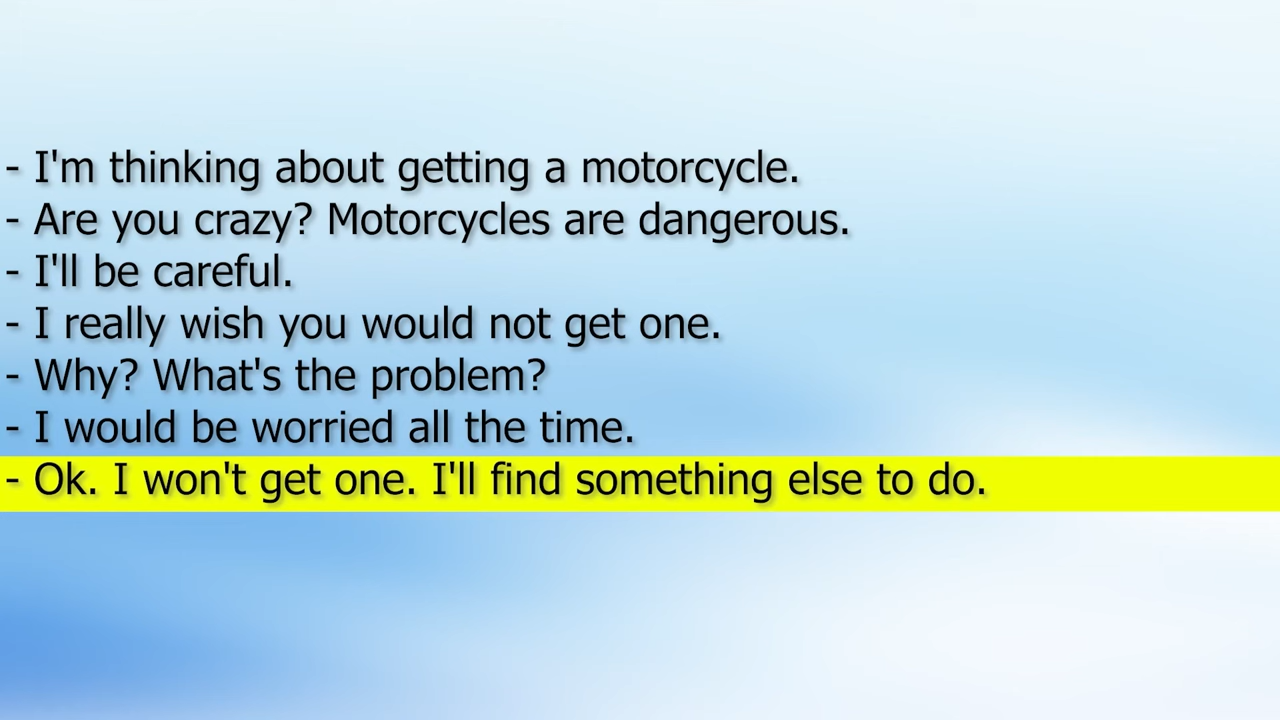 - I'm thinking about getting a motorcycle.
- Are you crazy? Motorcycles are dangerous.
- I'll be careful.
- I really wish you would not get one.
- Why? What's the problem?
- I would be worried all the time.
- Ok. I won't get one. I'll find something else to do.